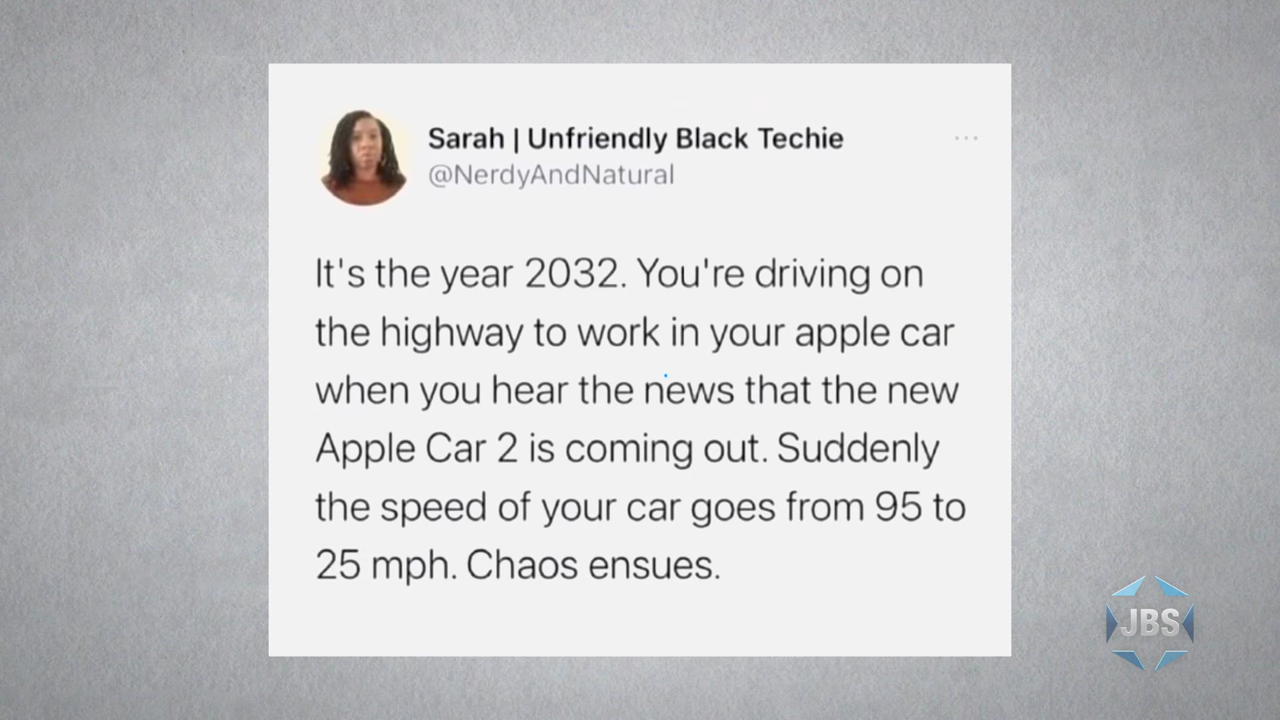 Sarah | Unfriendly Black Techie
@NerdyAndNatural
It's the year 2032. You're driving on
the highway to work in your apple car
when you hear the news that the new
Apple Car 2 is coming out. Suddenly
the speed of your car goes from 95 to
25 mph. Chaos ensues.
JBS